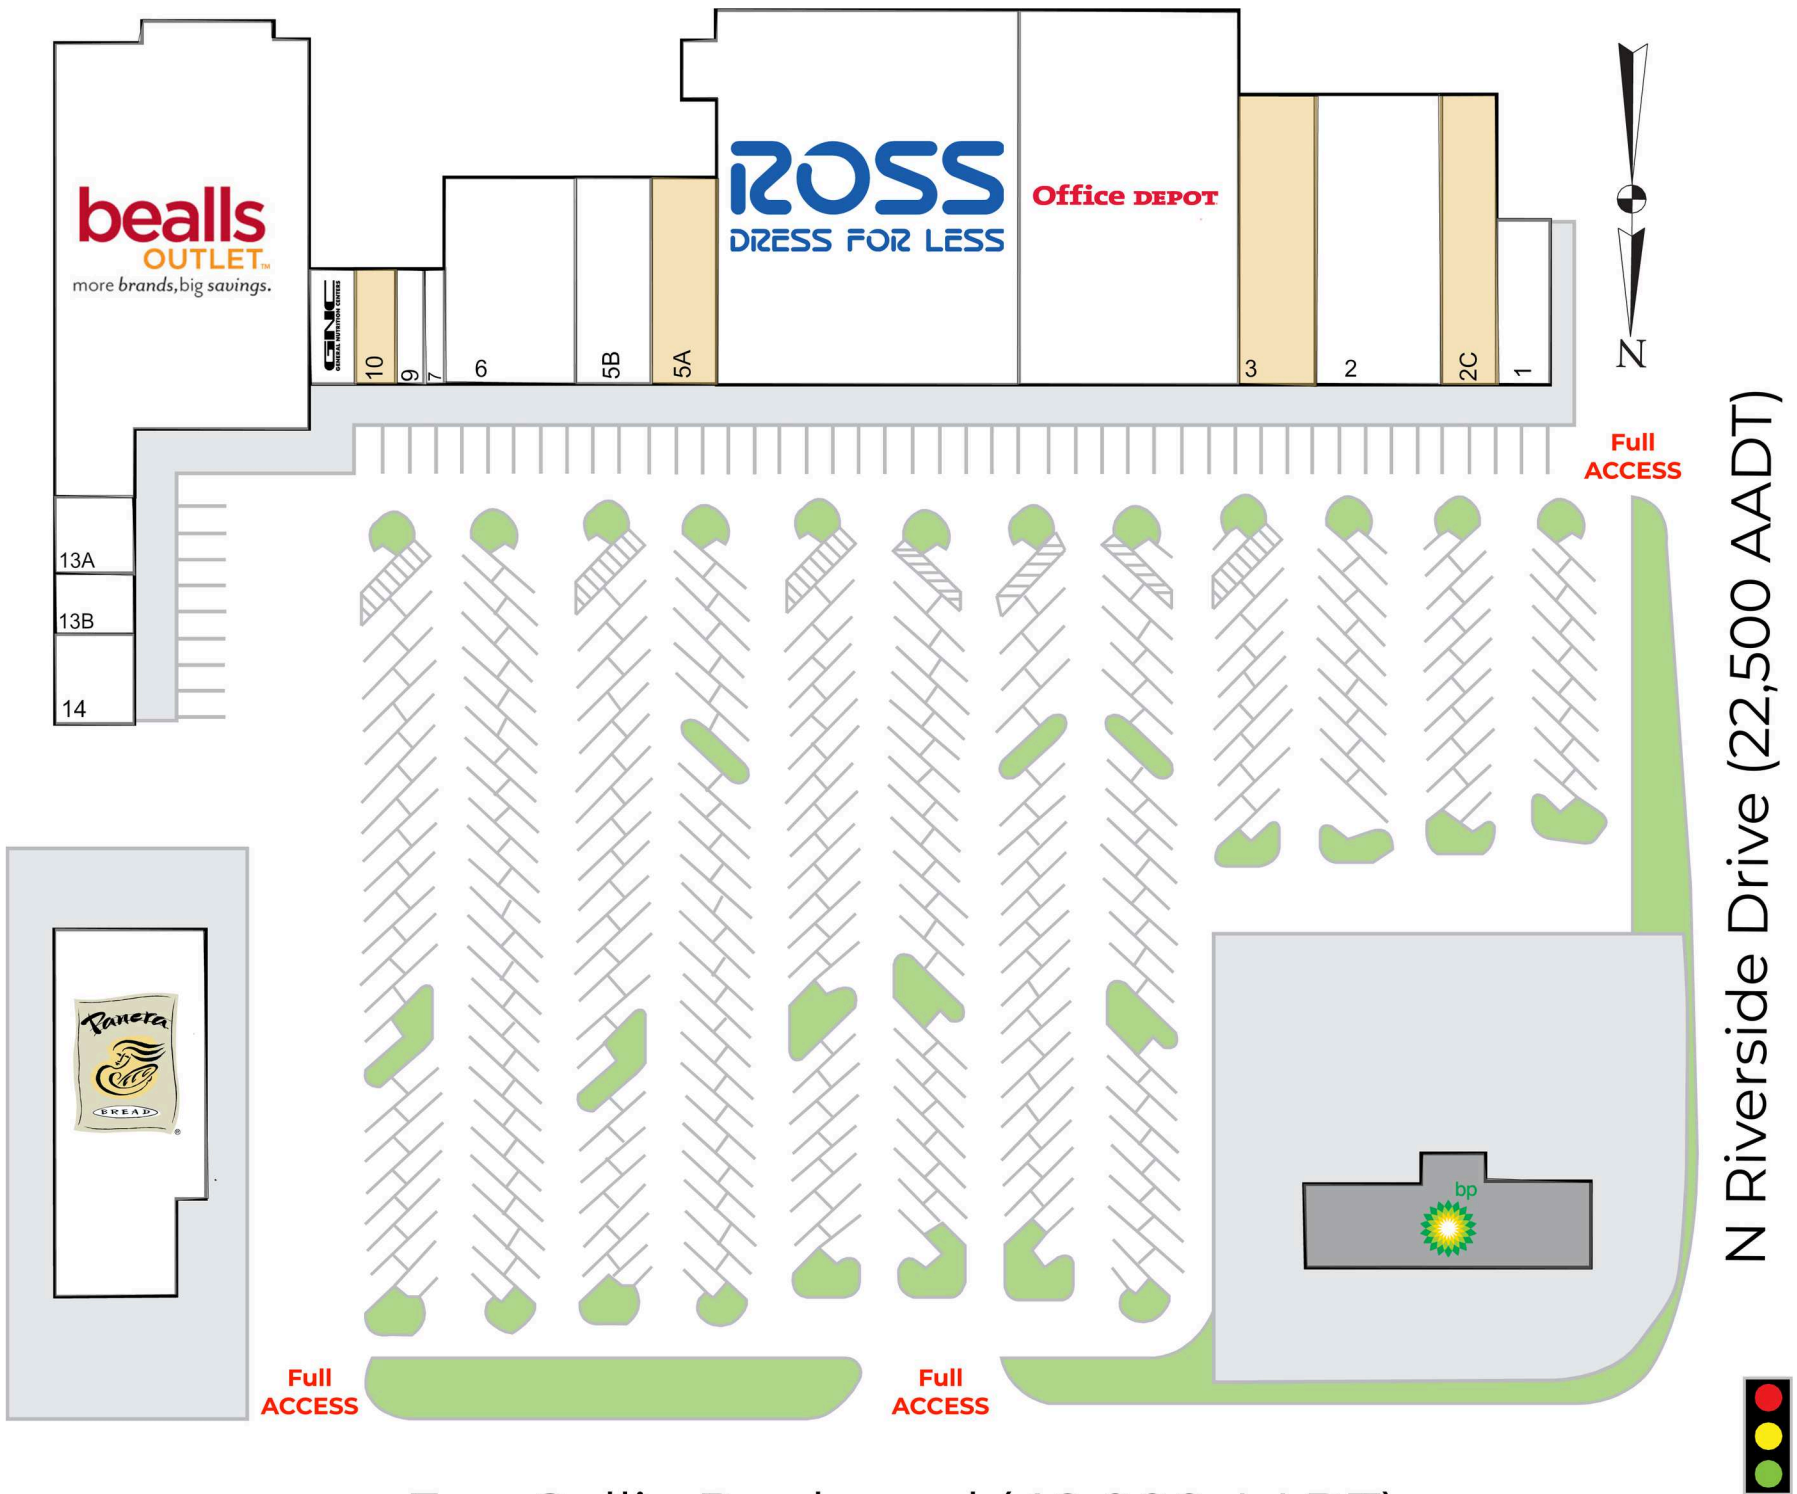 bealls
OUTLET™
more brands, big savings.
ROSS
DRESS FOR LESS
Office DEPOT
GNC
GENERAL NUTRITION CENTERS
10
9
7
6
5B
5A
3
2
2C
1
N
Full
ACCESS
N Riverside Drive (22,500 AADT)
13A
13B
14
Panera
BREAD
®
bp
Full
ACCESS
Full
ACCESS